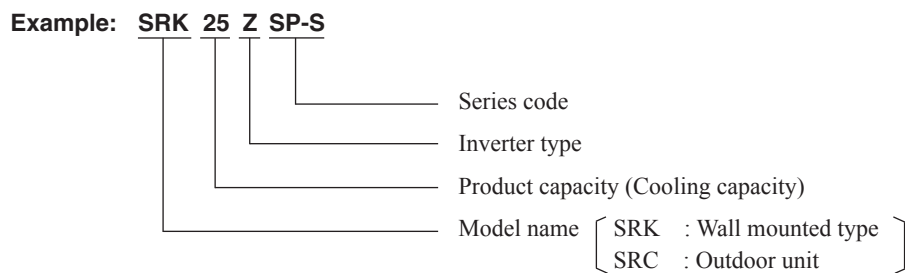 Example: SRK 25 Z SP-S
Series code
Inverter type
Product capacity (Cooling capacity)
Model name SRK : Wall mounted type
SRC : Outdoor unit